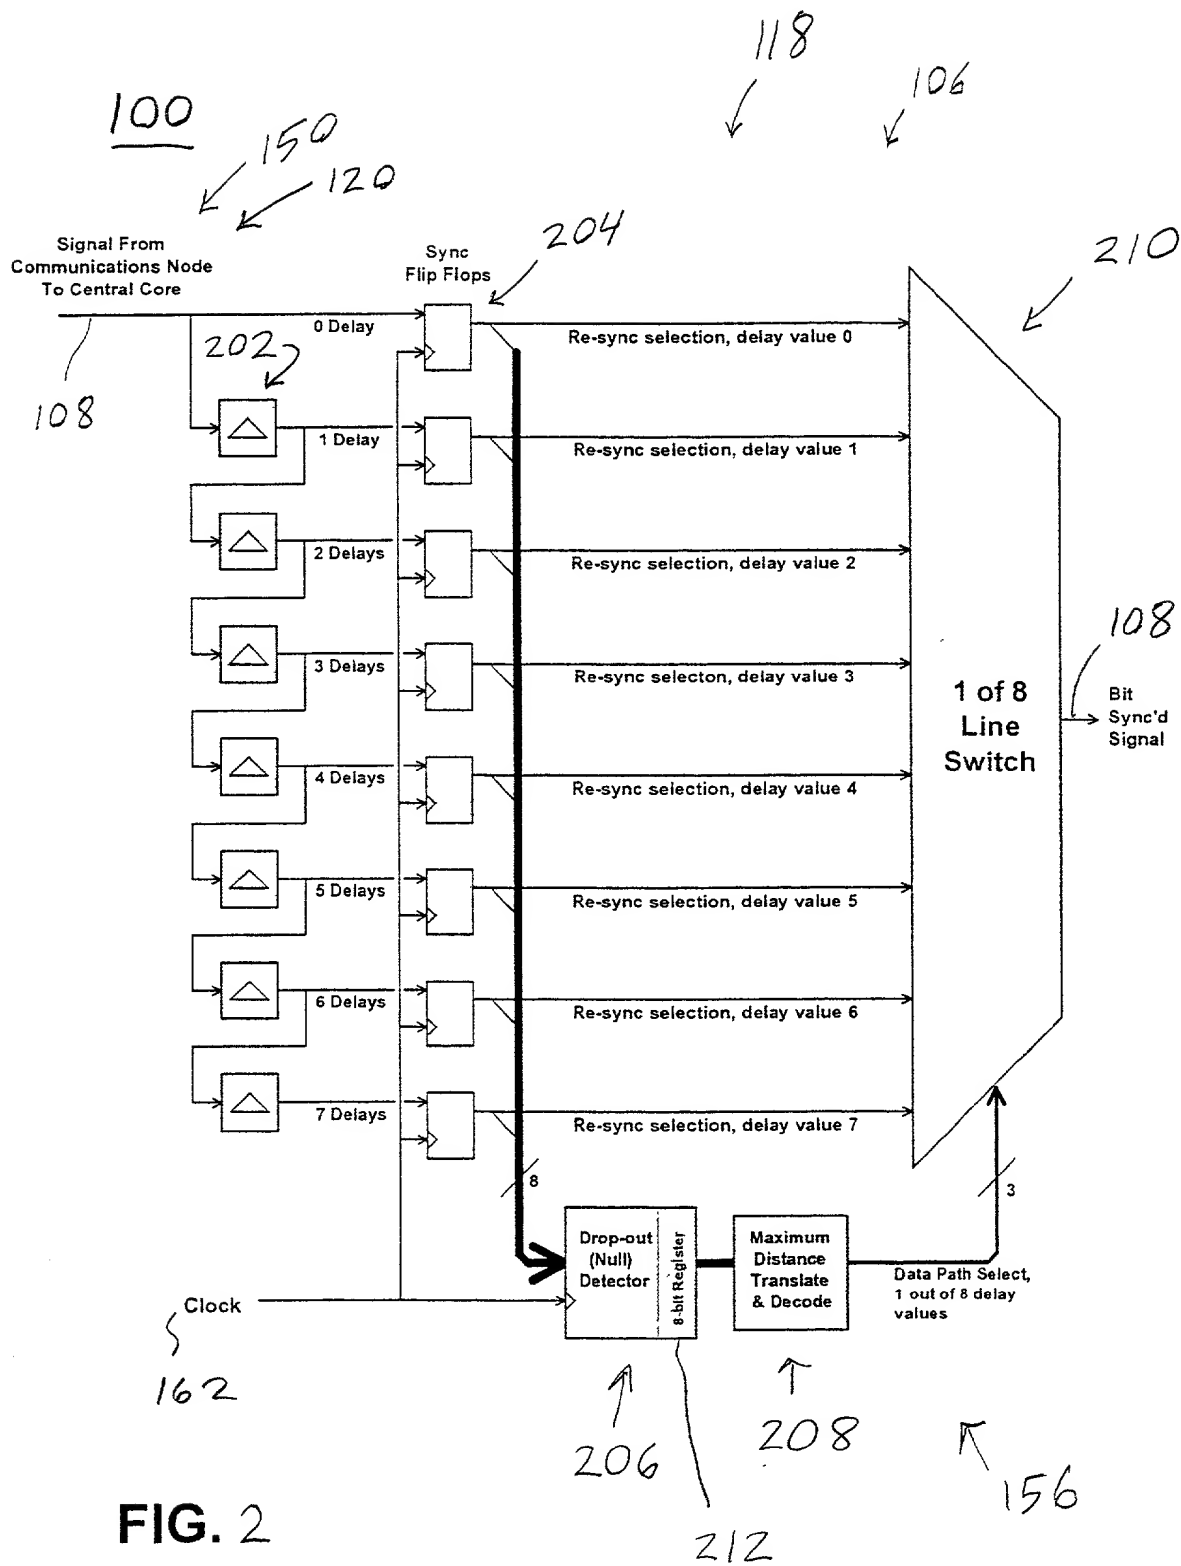 118
106
100
150
120
Signal From
Communications Node
To Central Core
Sync
Flip Flops
204
210
0 Delay
Re-sync selection, delay value 0
202
108
1 Delay
Re-sync selection, delay value 1
2 Delays
Re-sync selection, delay value 2
3 Delays
Re-sync selecton, delay value 3
108
1 of 8
Line
Switch
Bit
Sync'd
Signal
4 Delays
Re-sync selection, delay value 4
5 Delays
Re-sync selection, delay value 5
6 Delays
Re-sync selection, delay value 6
7 Delays
Re-sync selection, delay value 7
8
3
Drop-out
(Null)
Detector
8-bit Register
Maximum
Distance
Translate
& Decode
Data Path Select,
1 out of 8 delay
values
Clock
162
206
208
156
212
FIG. 2